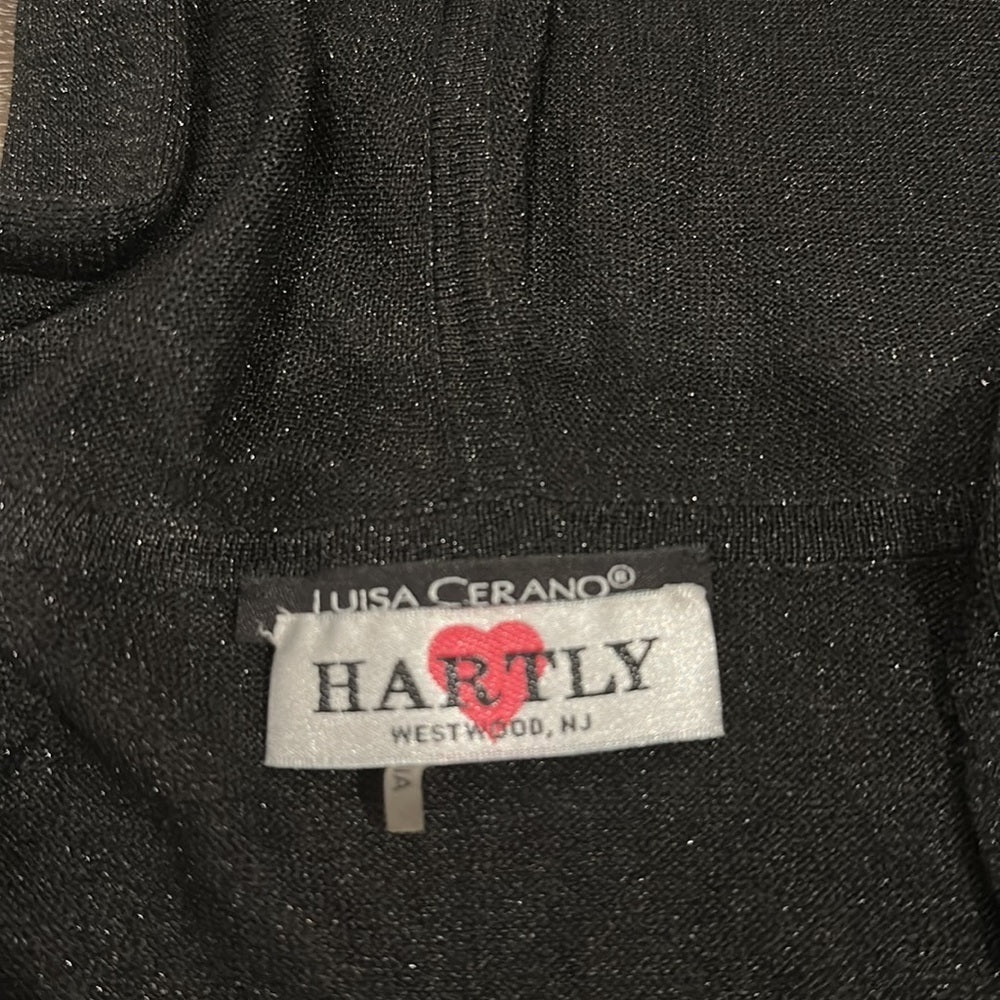 LUISA CERANO®
HARTLY
WESTWOOD, NJ